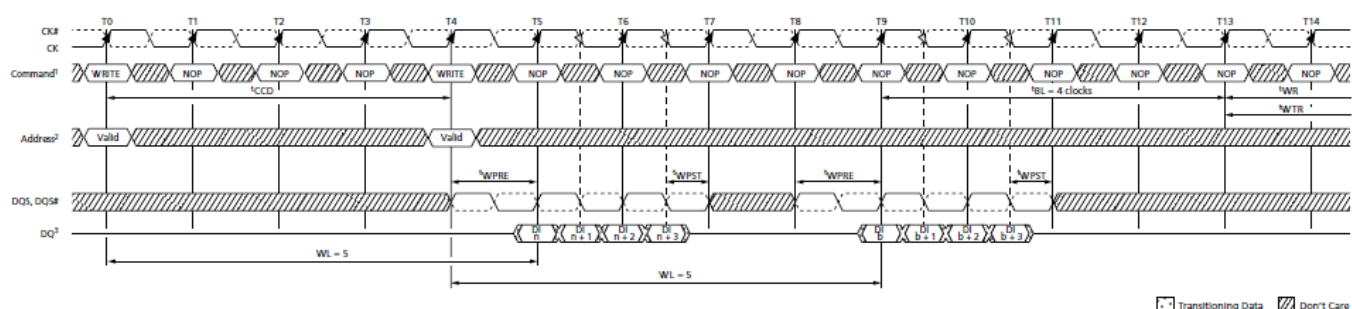 T0 T1 T2 T3 T4 T5 T6 T7 T8 T9 T10 T11 T12 T13 T14
CK#
CK
Command¹ WRITE NOP NOP NOP WRITE NOP NOP NOP NOP NOP NOP NOP NOP NOP NOP
tCCD tBL = 4 clocks tWR
tWTR
Address² Valid Valid
tWPRE tWPST tWPRE tWPST
DQS, DQS#
DQ³ DI n DI n + 1 DI n + 2 DI n + 3 DI b DI b + 1 DI b + 2 DI b + 3
WL = 5
WL = 5
Transitioning Data Don't Care